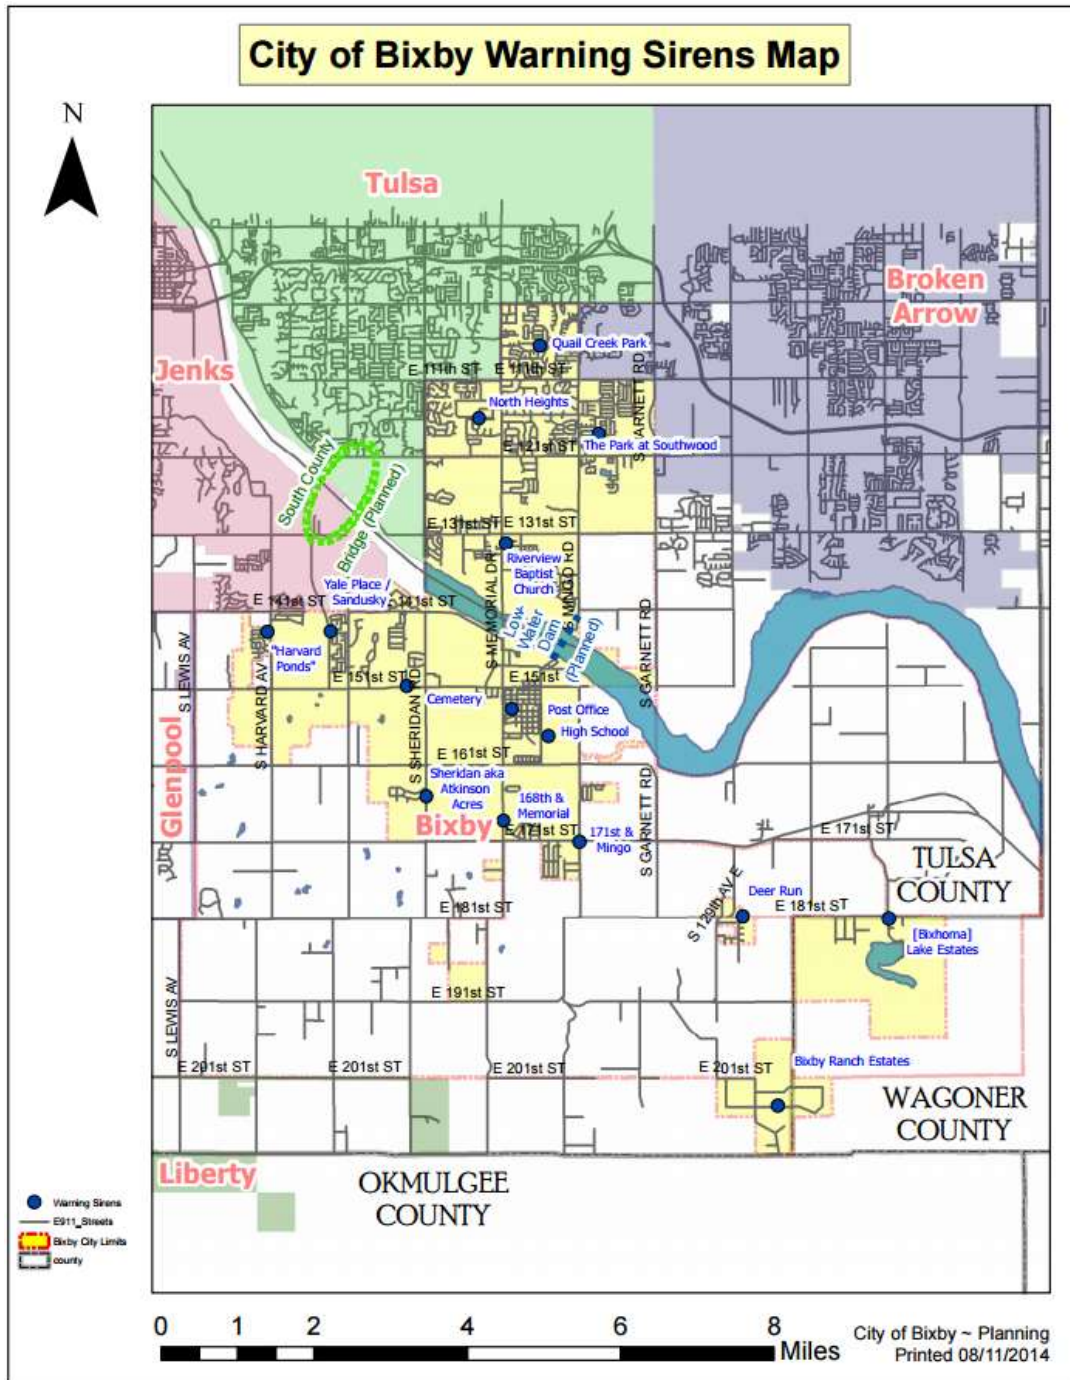 City of Bixby Warning Sirens Map
N
Tulsa
Broken
Arrow
Jenks
Quail Creek Park
E 111th ST
E 111th ST
North Heights
S GARNETT RD
E 121st ST
The Park at Southwood
South County
Bridge (Planned)
E 131st ST
E 131st ST
Riverview
Baptist
Church
S MEMORIAL DR
S MINGO RD
Yale Place /
Sandusky
E 141st ST
141st ST
Low
Water
Dam
(Planned)
S LEWIS AV
"Harvard
Ponds"
S HARVARD AV
E 151st ST
E 151st
S GARNETT RD
Cemetery
S SHERIDAN RD
Post Office
High School
E 161st ST
Glenpool
Sheridan aka
Atkinson
Acres
168th &
Memorial
Bixby
E 171st ST
171st &
Mingo
S GARNETT RD
E 171st ST
TULSA
COUNTY
E 181st ST
S 129th AV E
Deer Run
E 181st ST
[Bixhoma]
Lake Estates
S LEWIS AV
E 191st ST
E 201st ST
E 201st ST
E 201st ST
E 201st ST
Bixby Ranch Estates
WAGONER
COUNTY
Liberty
OKMULGEE
COUNTY
Warning Sirens
E911_Streets
Bixby City Limits
county
0 1 2 4 6 8
Miles
City of Bixby ~ Planning
Printed 08/11/2014